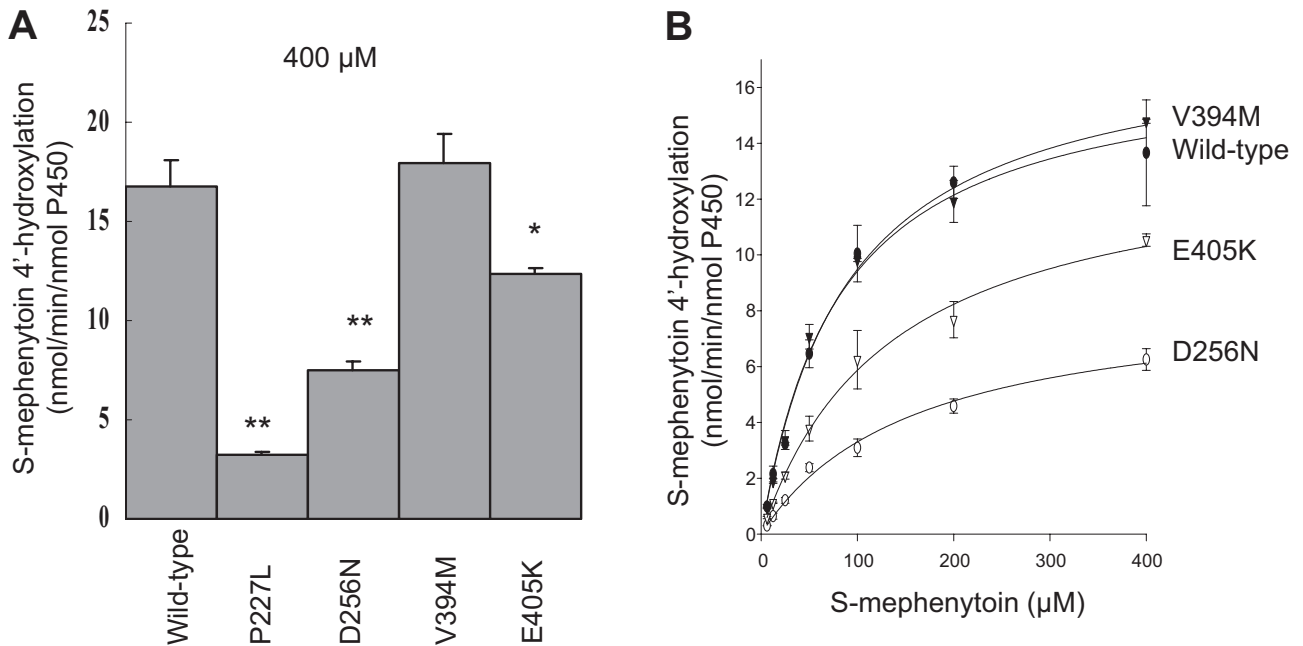 A
400 µM
S-mephenytoin 4’-hydroxylation
(nmol/min/nmol P450)
25
20
15
10
5
0
**
**
*
Wild-type
P227L
D256N
V394M
E405K
B
S-mephenytoin 4’-hydroxylation
(nmol/min/nmol P450)
16
14
12
10
8
6
4
2
0
0
100
200
300
400
S-mephenytoin (µM)
V394M
Wild-type
E405K
D256N